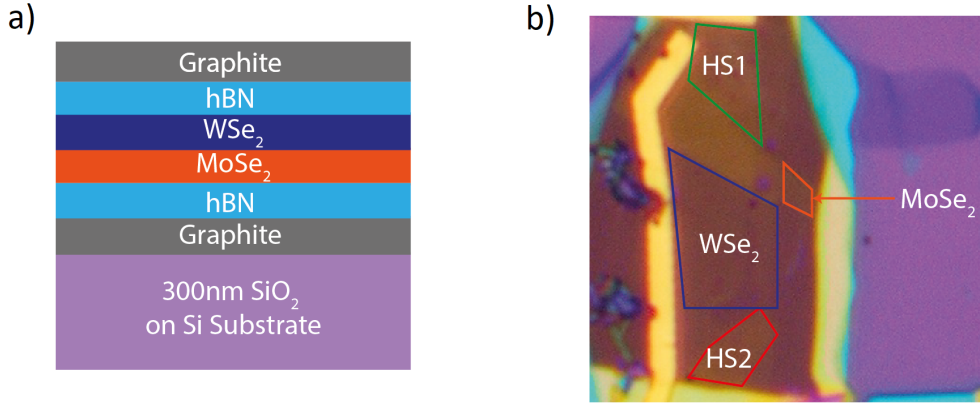 a)
Graphite
hBN
WSe₂
MoSe₂
hBN
Graphite
300nm SiO₂
on Si Substrate
b)
HS1
MoSe₂
WSe₂
HS2